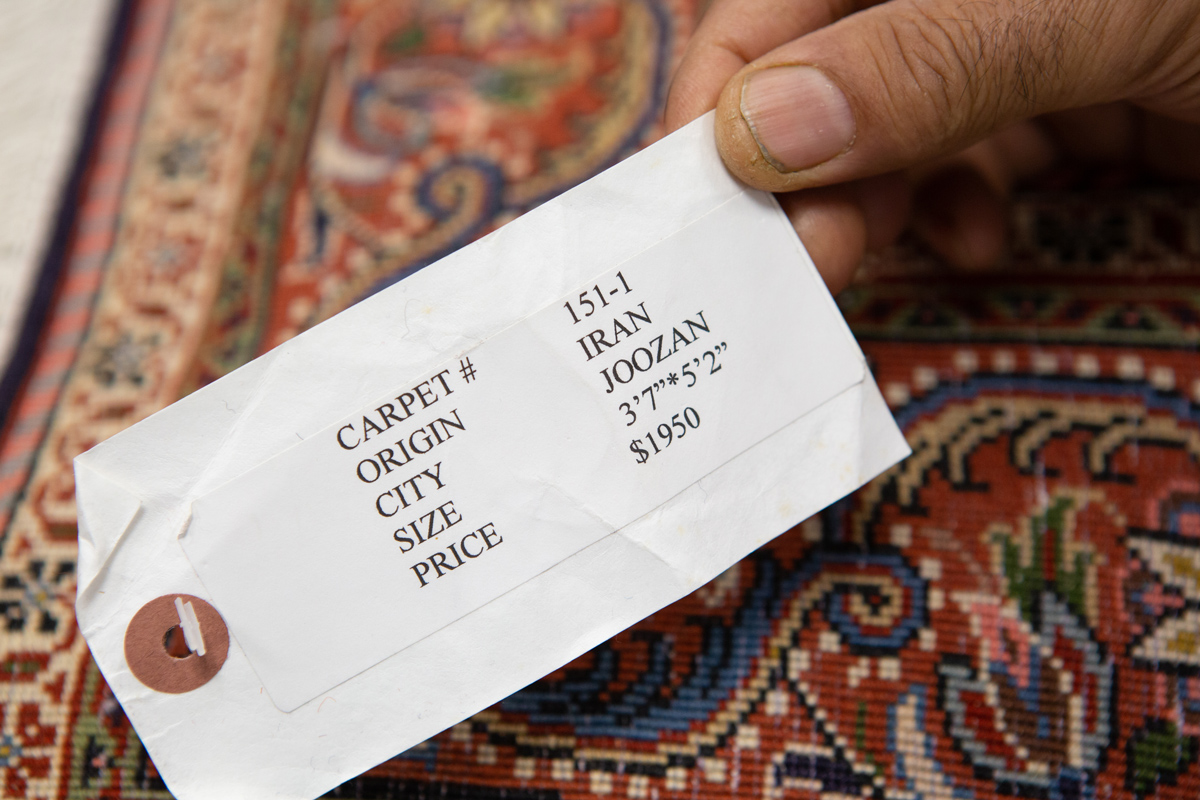 CARPET # 151-1
ORIGIN IRAN
CITY JOOZAN
SIZE 3’7”*5’2”
PRICE $1950